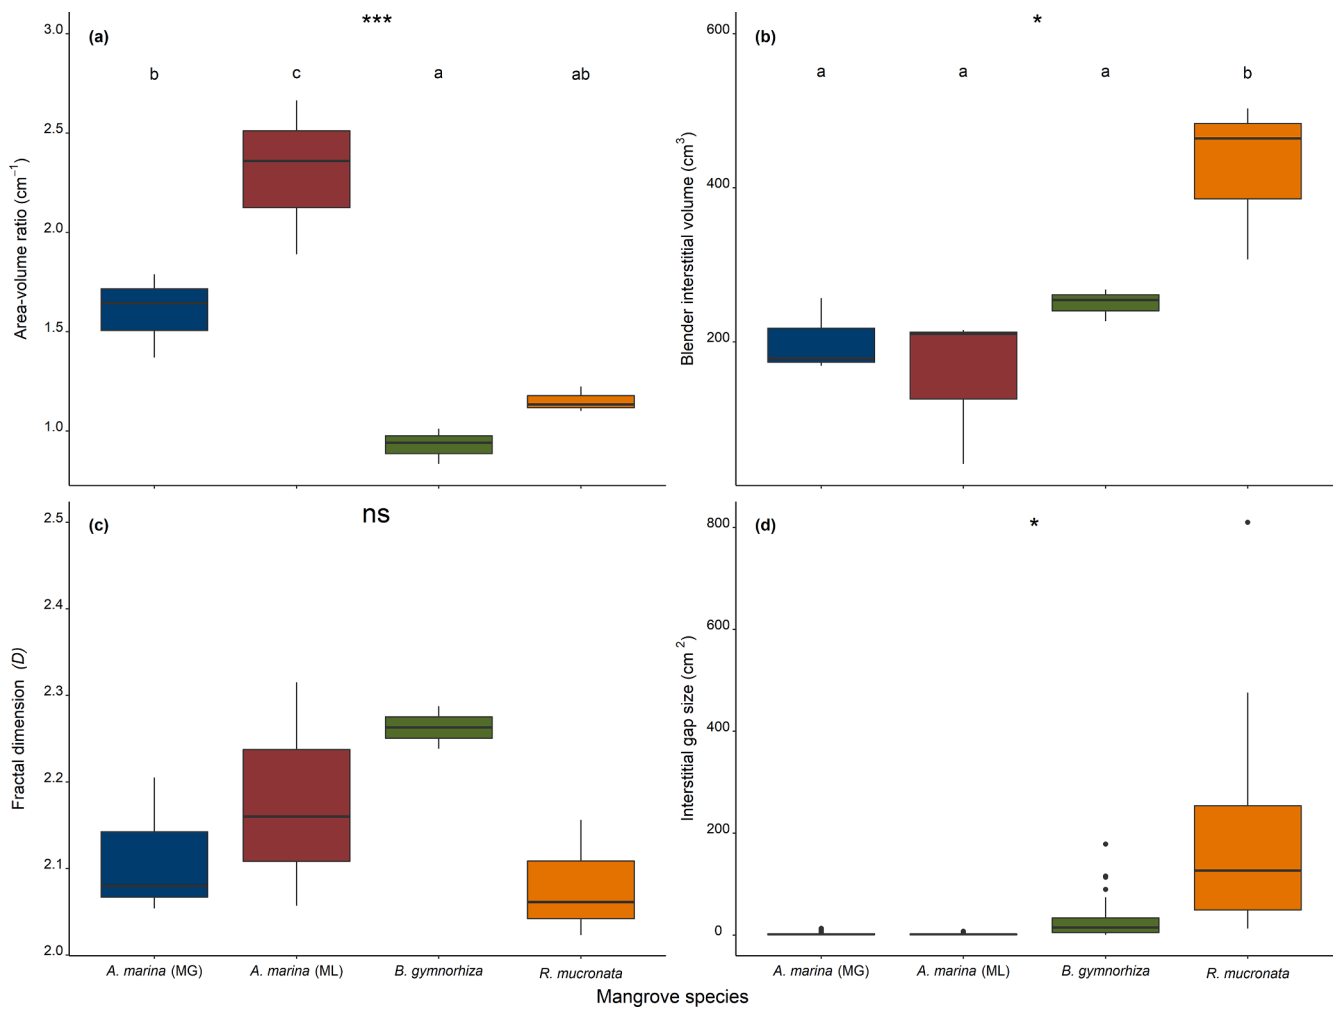 (a)
***
b
c
a
ab
Area-volume ratio (cm⁻¹)
3.0
2.5
2.0
1.5
1.0
(b)
*
a
a
a
b
Blender interstitial volume (cm³)
600
400
200
(c)
ns
Fractal dimension (D)
2.5
2.4
2.3
2.2
2.1
2.0
A. marina (MG)
A. marina (ML)
B. gymnorhiza
R. mucronata
(d)
*
Interstitial gap size (cm ²)
800
600
400
200
0
A. marina (MG)
A. marina (ML)
B. gymnorhiza
R. mucronata
Mangrove species